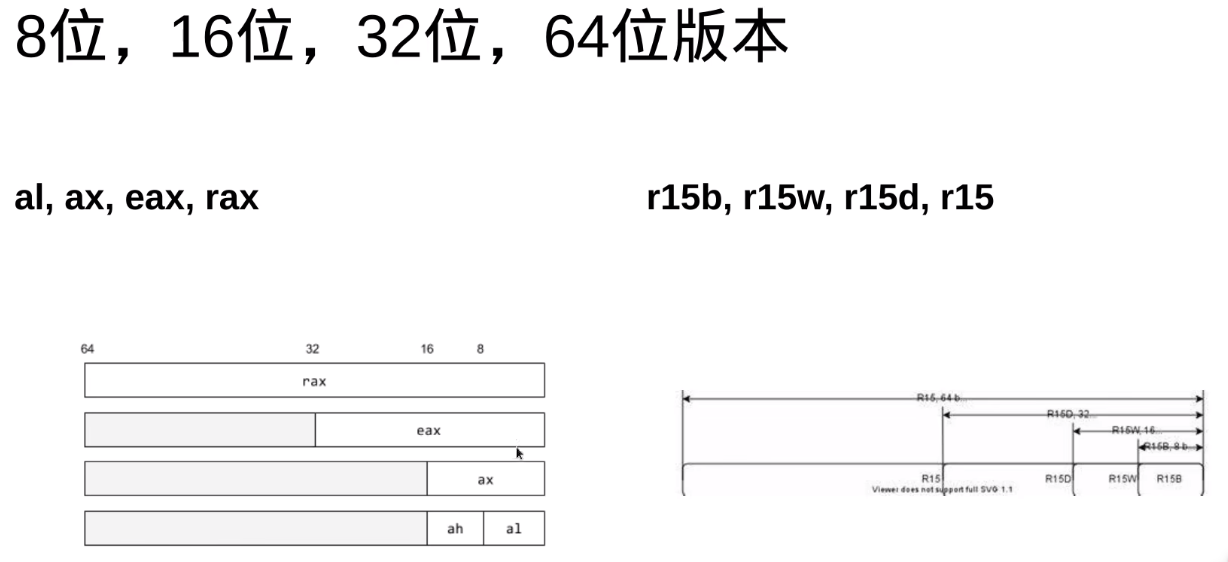 8位，16位，32位，64位版本
al, ax, eax, rax
r15b, r15w, r15d, r15
64 32 16 8
rax
eax
ax
ah al
R15, 64 b...
R15D, 32...
R15W, 16...
R15B, 8 b...
R15 R15D R15W R15B
Viewer does not support full SVG 1.1